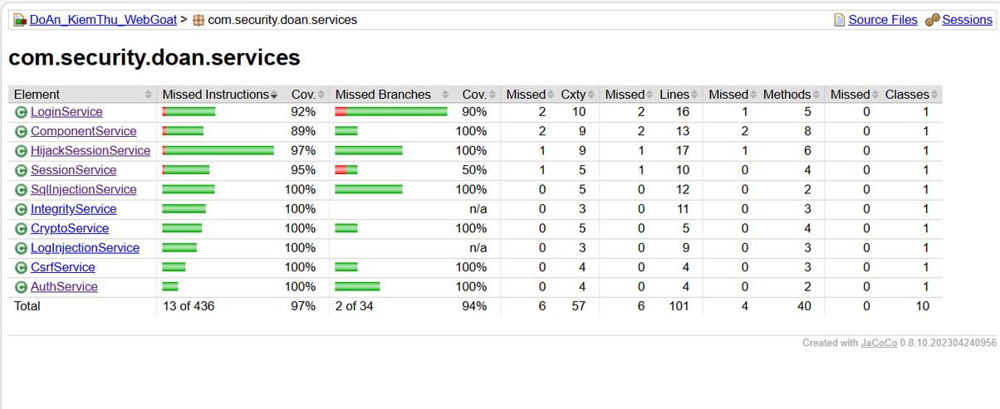 DoAn_KiemThu_WebGoat > com.security.doan.services Source Files Sessions
com.security.doan.services
Element Missed Instructions Cov. Missed Branches Cov. Missed Cxty Missed Lines Missed Methods Missed Classes
LoginService 92% 90% 2 10 2 16 1 5 0 1
ComponentService 89% 100% 2 9 2 13 2 8 0 1
HijackSessionService 97% 100% 1 9 1 17 1 6 0 1
SessionService 95% 50% 1 5 1 10 0 4 0 1
SqlInjectionService 100% 100% 0 5 0 12 0 2 0 1
IntegrityService 100% n/a 0 3 0 11 0 3 0 1
CryptoService 100% 100% 0 5 0 5 0 4 0 1
LogInjectionService 100% n/a 0 3 0 9 0 3 0 1
CsrfService 100% 100% 0 4 0 4 0 3 0 1
AuthService 100% 100% 0 4 0 4 0 2 0 1
Total 13 of 436 97% 2 of 34 94% 6 57 6 101 4 40 0 10
Created with JaCoCo 0.8.10.202304240956